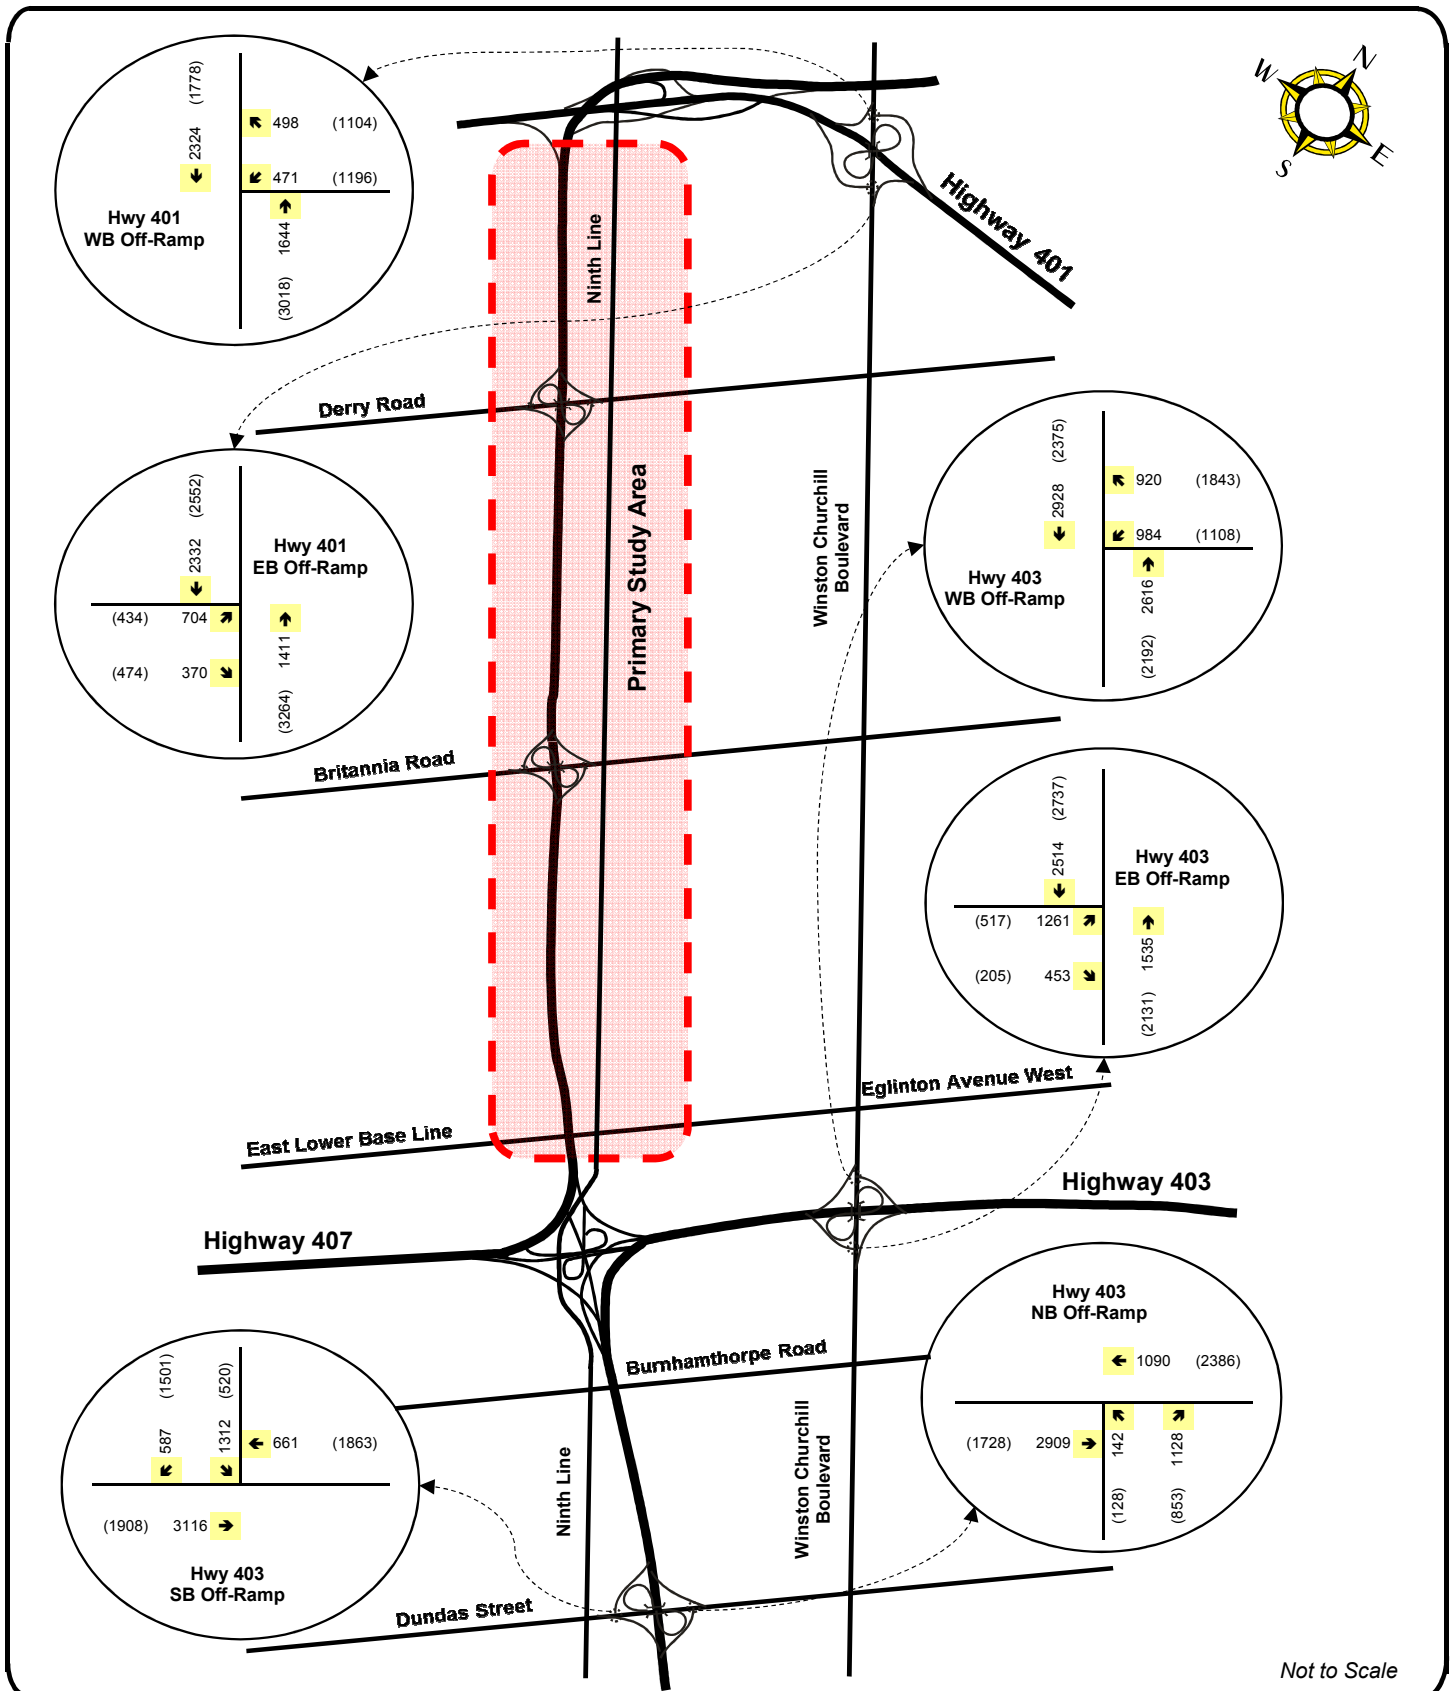 N
W
E
S
(1778)
2324
498 (1104)
471 (1196)
Hwy 401
WB Off-Ramp
1644
(3018)
Highway 401
Ninth Line
Derry Road
(2552)
2332
Hwy 401
EB Off-Ramp
(434) 704
(474) 370
1411
(3264)
Primary Study Area
Winston Churchill
Boulevard
(2375)
2928
920 (1843)
984 (1108)
Hwy 403
WB Off-Ramp
2616
(2192)
Britannia Road
(2737)
2514
Hwy 403
EB Off-Ramp
(517) 1261
(205) 453
1535
(2131)
Eglinton Avenue West
East Lower Base Line
Highway 403
Highway 407
Hwy 403
NB Off-Ramp
1090 (2386)
(1728) 2909
142
1128
(128)
(853)
Burnhamthorpe Road
(1501)
(520)
587
1312
661 (1863)
(1908) 3116
Hwy 403
SB Off-Ramp
Ninth Line
Winston Churchill
Boulevard
Dundas Street
Not to Scale